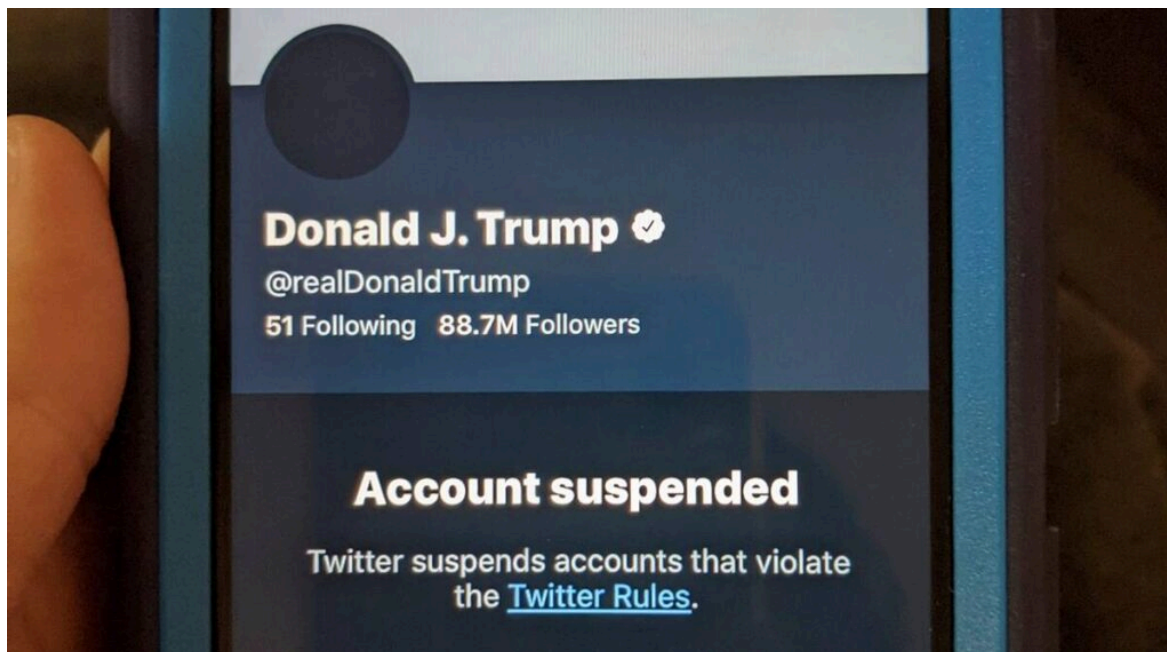 Donald J. Trump
@realDonaldTrump
51 Following 88.7M Followers
Account suspended
Twitter suspends accounts that violate
the Twitter Rules.